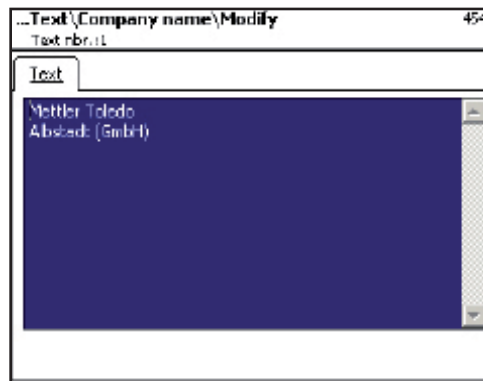 ...Text\Company name\Modify 454
Text nbr.:1
Text
Mettler Toledo
Albstadt (GmbH)